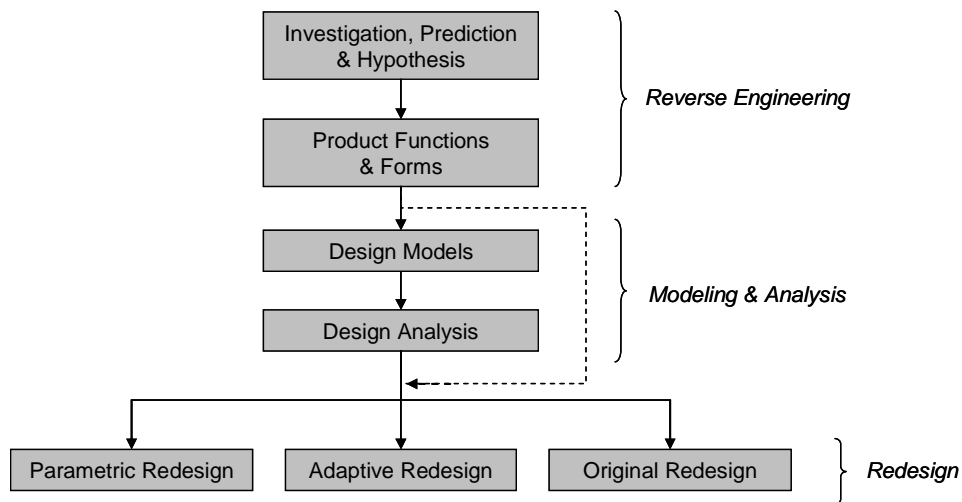 Investigation, Prediction
& Hypothesis
Reverse Engineering
Product Functions
& Forms
Design Models
Modeling & Analysis
Design Analysis
Parametric Redesign
Adaptive Redesign
Original Redesign
Redesign